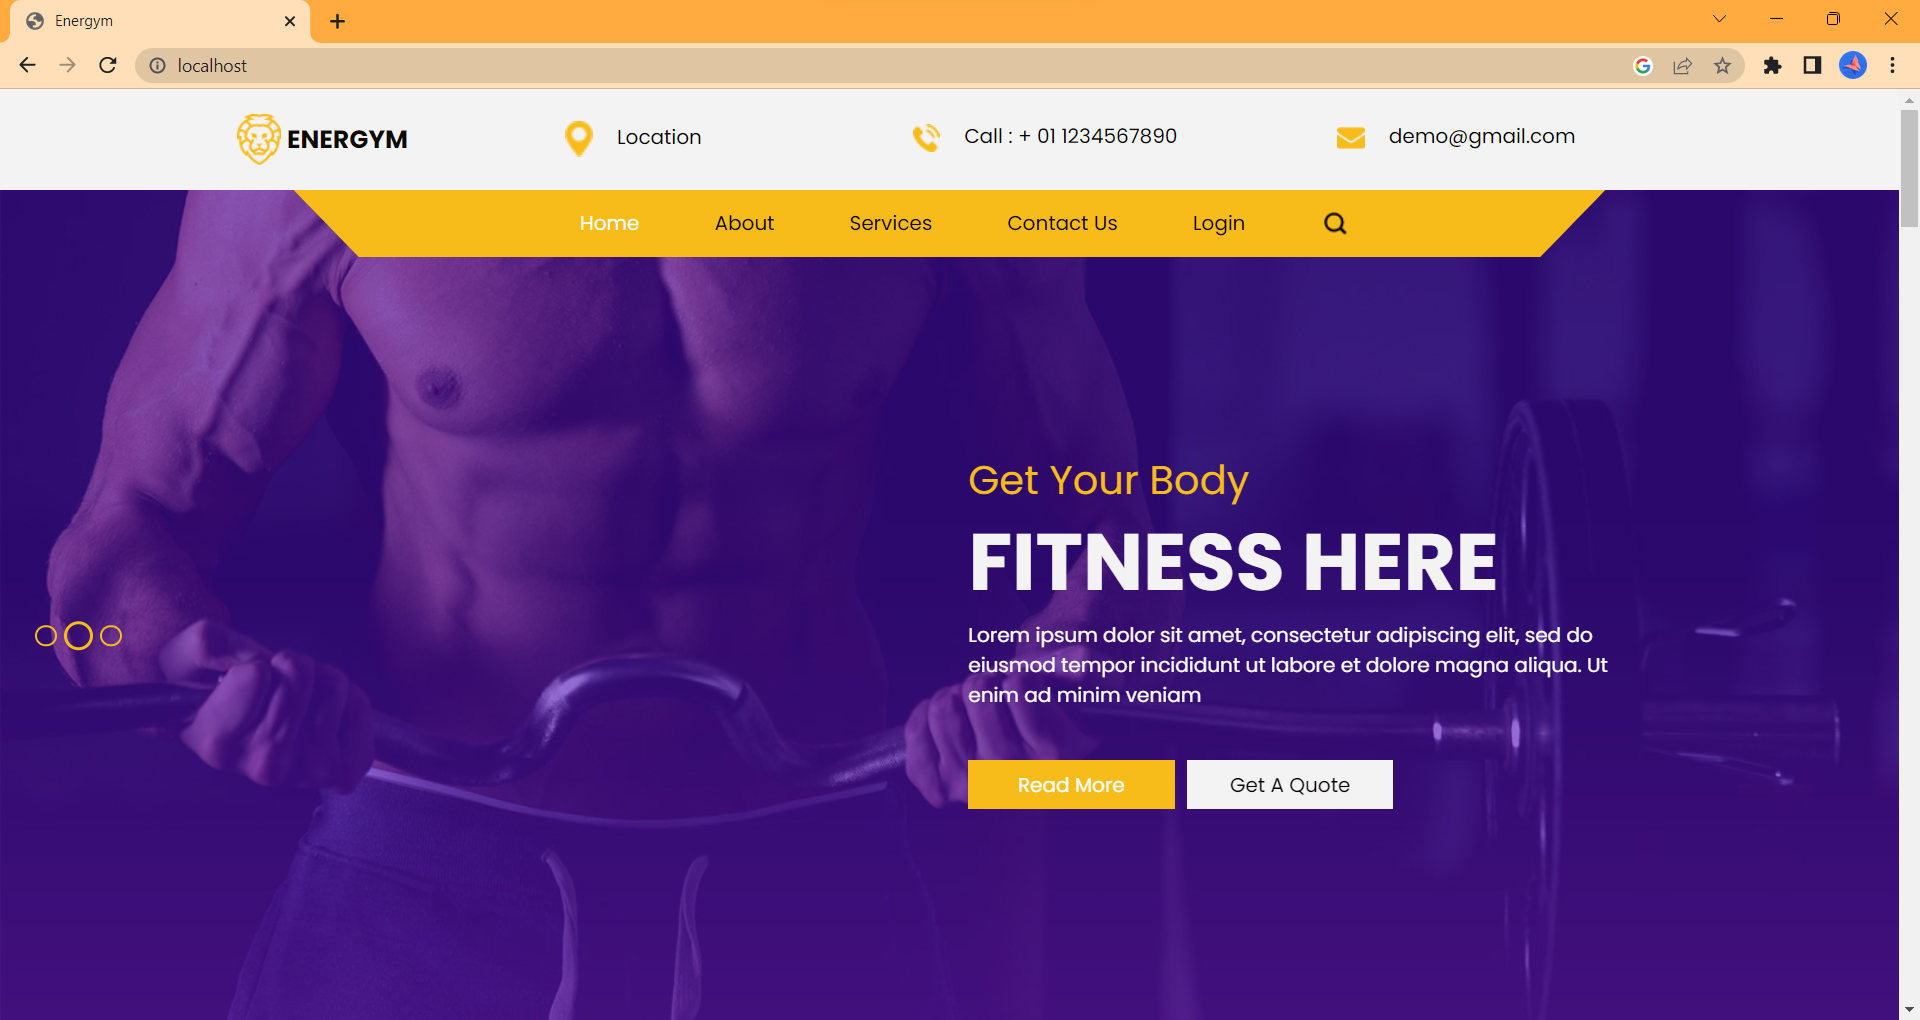 Energym
localhost
ENERGYM
Location
Call : + 01 1234567890
demo@gmail.com
Home
About
Services
Contact Us
Login
Get Your Body
FITNESS HERE
Lorem ipsum dolor sit amet, consectetur adipiscing elit, sed do
eiusmod tempor incididunt ut labore et dolore magna aliqua. Ut
enim ad minim veniam
Read More
Get A Quote